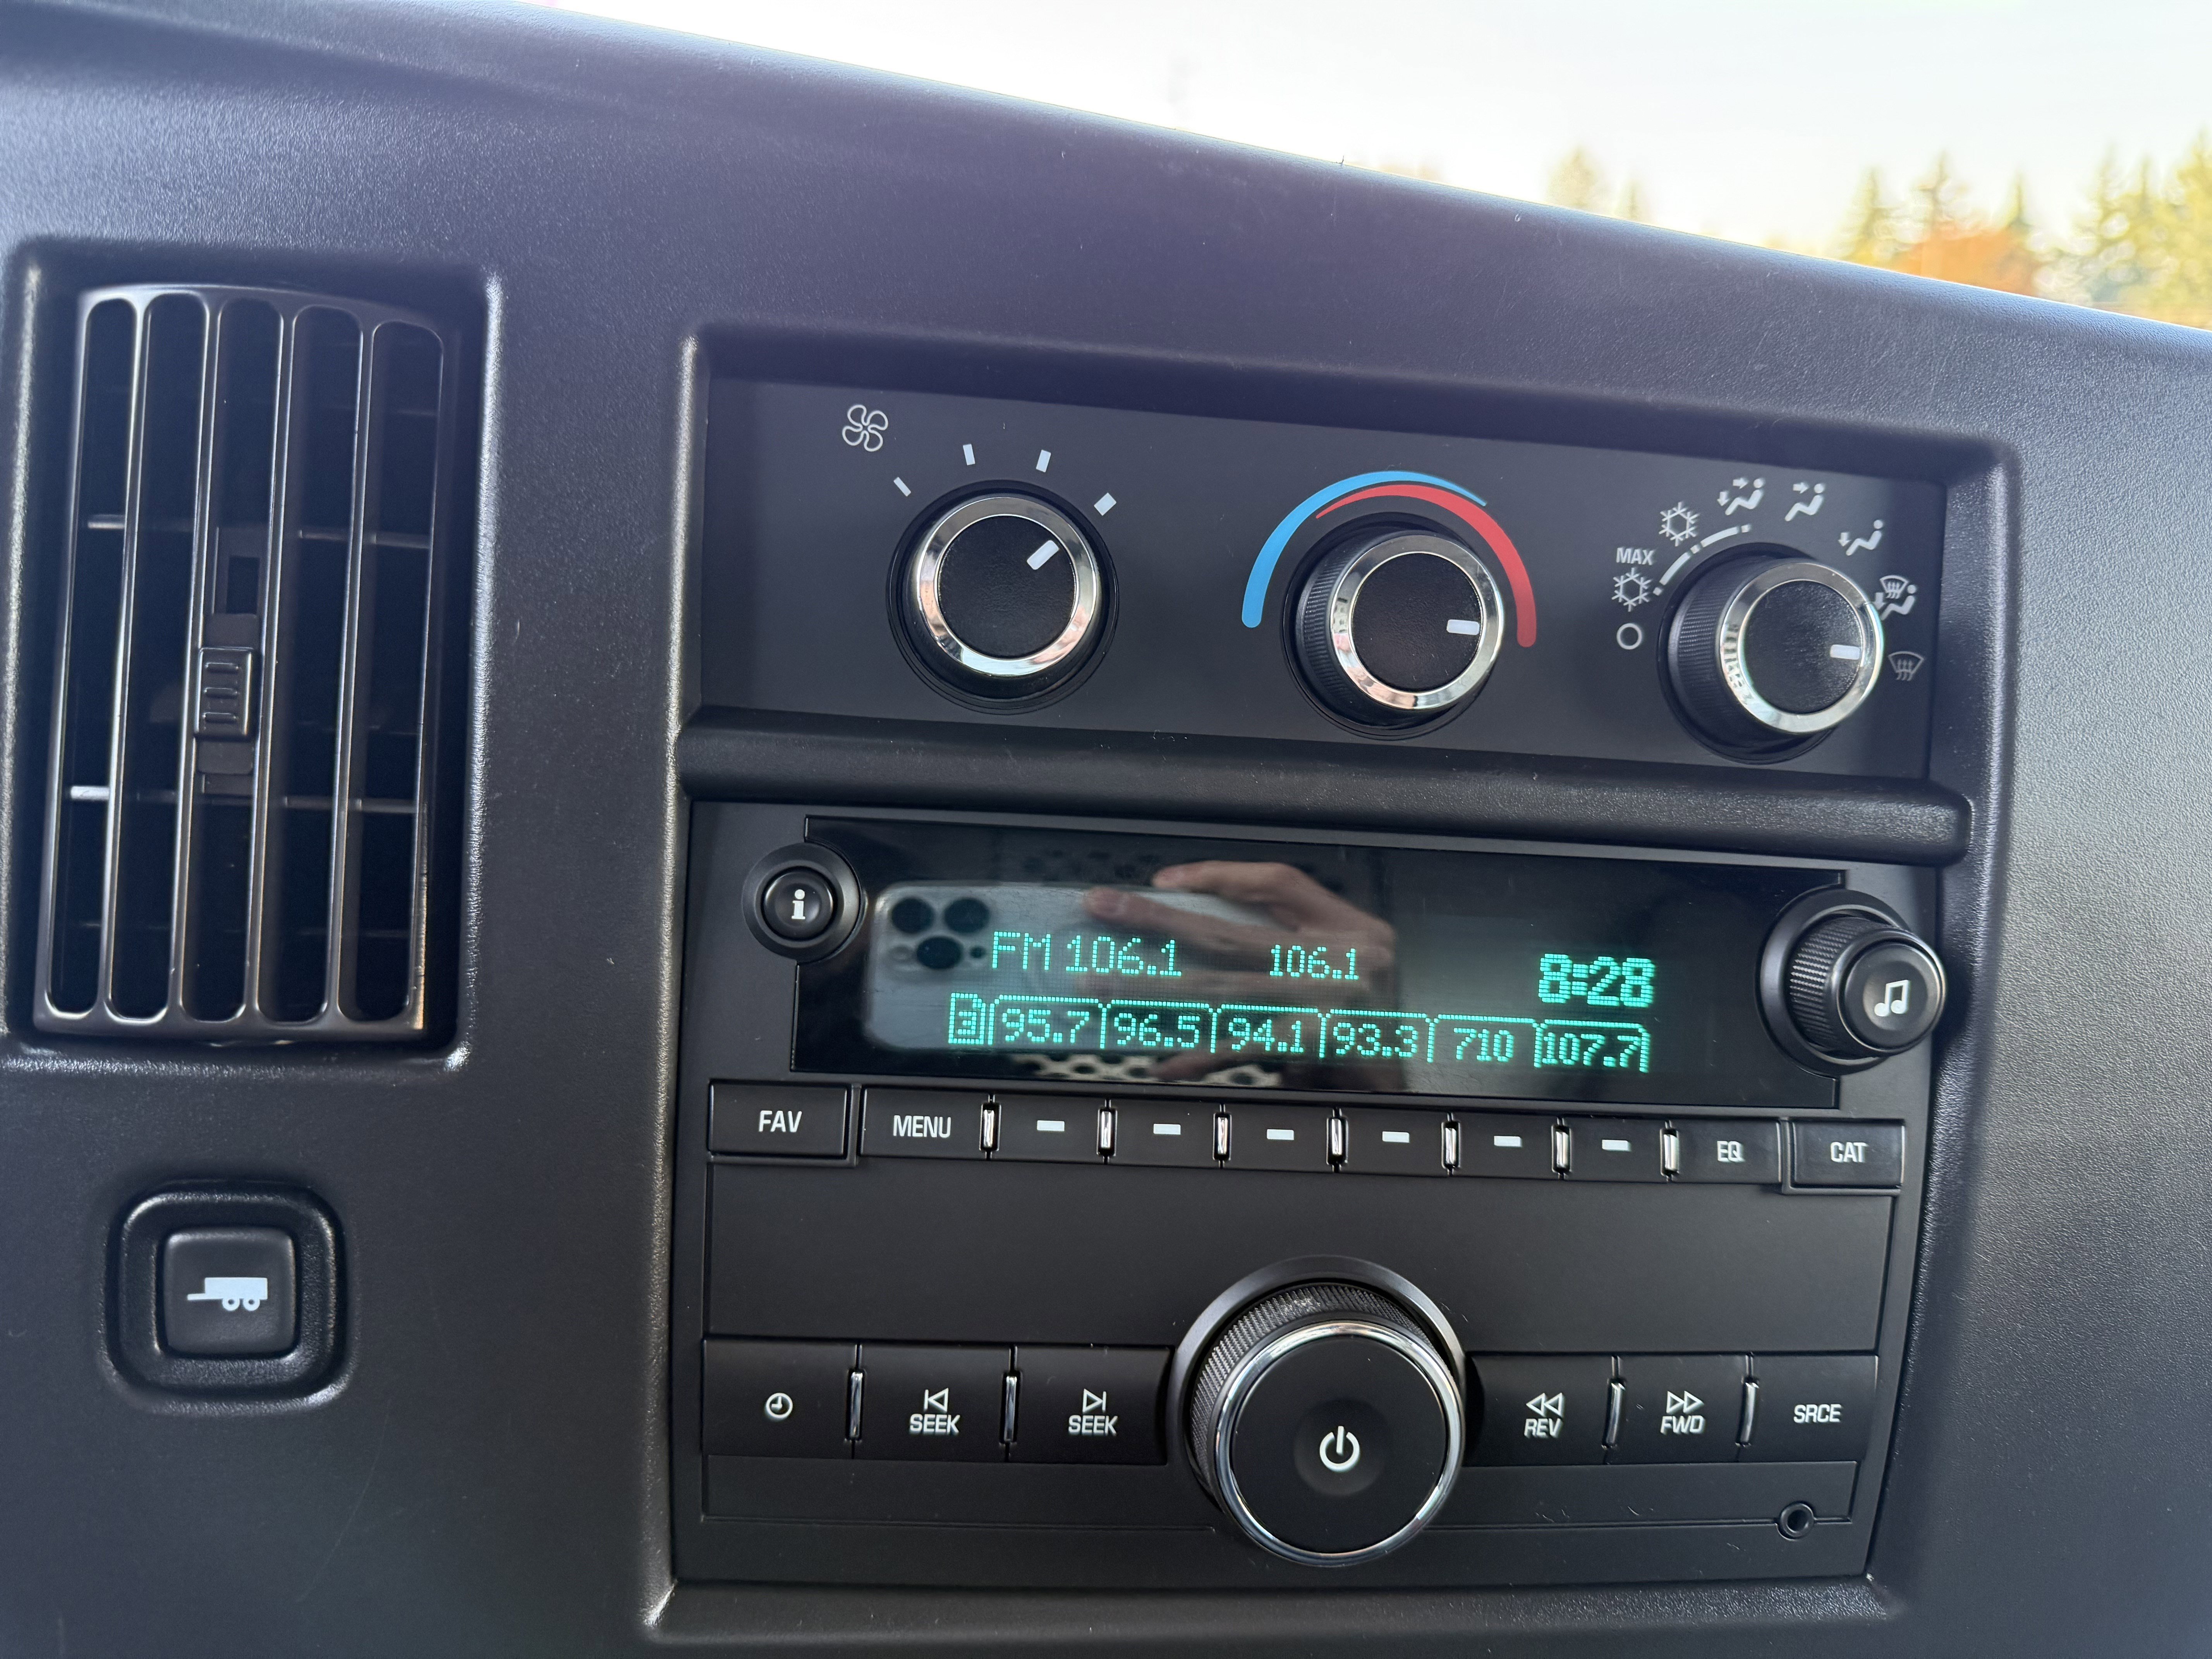 MAX
i
FM 106.1 106.1 8:28
95.7 96.5 94.1 93.3 710 107.7
FAV MENU EQ CAT
SEEK SEEK REV FWD SRCE